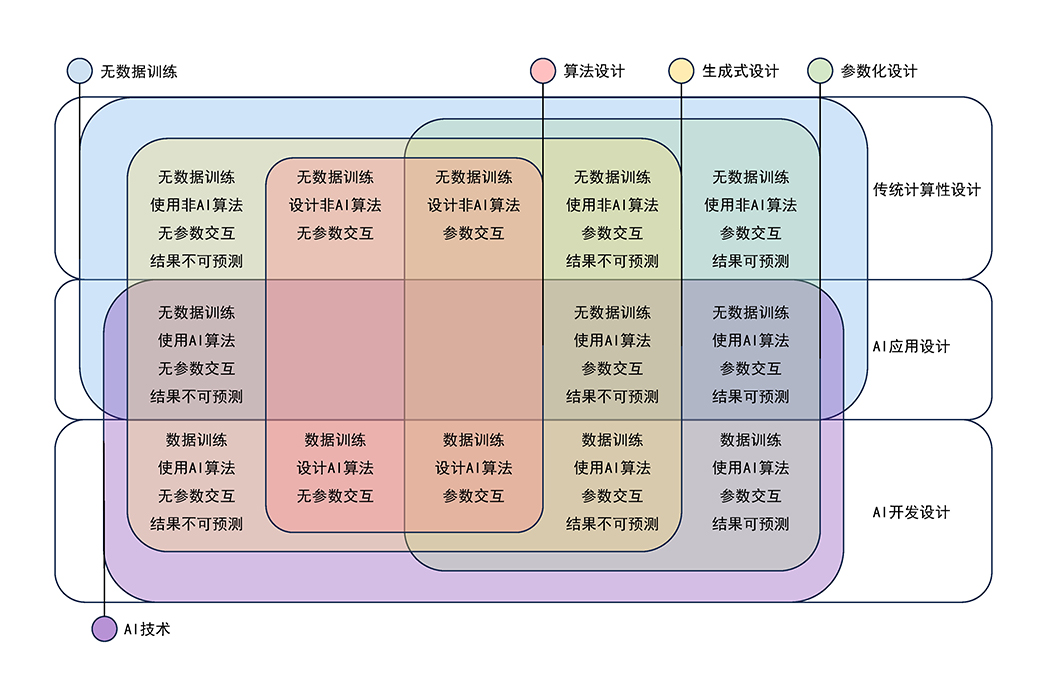 无数据训练
算法设计
生成式设计
参数化设计
无数据训练
使用非AI算法
无参数交互
结果不可预测
无数据训练
设计非AI算法
无参数交互
无数据训练
设计非AI算法
参数交互
无数据训练
使用非AI算法
参数交互
结果不可预测
无数据训练
使用非AI算法
参数交互
结果可预测
传统计算性设计
无数据训练
使用AI算法
无参数交互
结果不可预测
无数据训练
使用AI算法
参数交互
结果不可预测
无数据训练
使用AI算法
参数交互
结果可预测
AI应用设计
数据训练
使用AI算法
无参数交互
结果不可预测
数据训练
设计AI算法
无参数交互
数据训练
设计AI算法
参数交互
数据训练
使用AI算法
参数交互
结果不可预测
数据训练
使用AI算法
参数交互
结果可预测
AI开发设计
AI技术